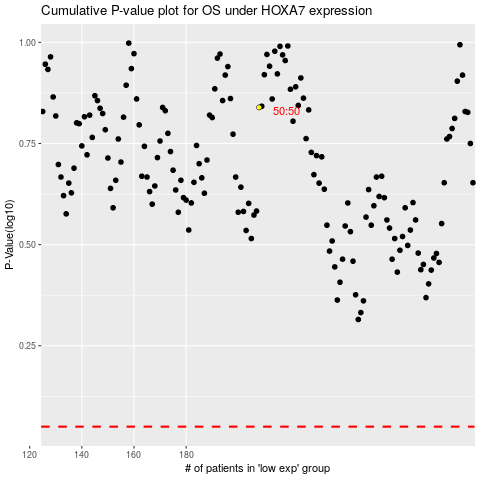 Cumulative P-value plot for OS under HOXA7 expression
P-Value(log10)
1.00
0.75
0.50
0.25
50:50
120 140 160 180
# of patients in 'low exp' group